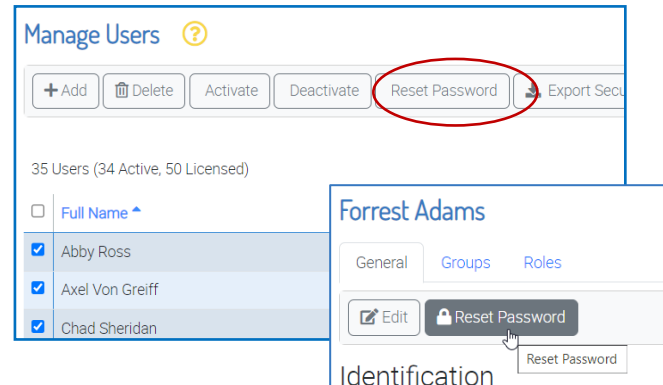 Manage Users ?
+ Add Delete Activate Deactivate Reset Password Export Secu
35 Users (34 Active, 50 Licensed)
Full Name
Abby Ross
Axel Von Greiff
Chad Sheridan
Forrest Adams
General Groups Roles
Edit Reset Password
Reset Password
Identification